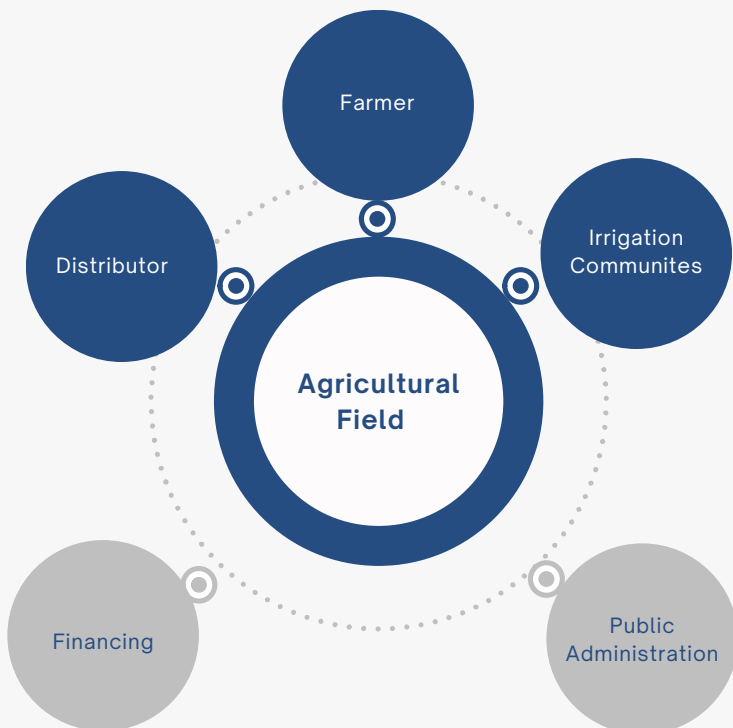 Farmer
Distributor
Irrigation
Communites
Agricultural
Field
Financing
Public
Administration